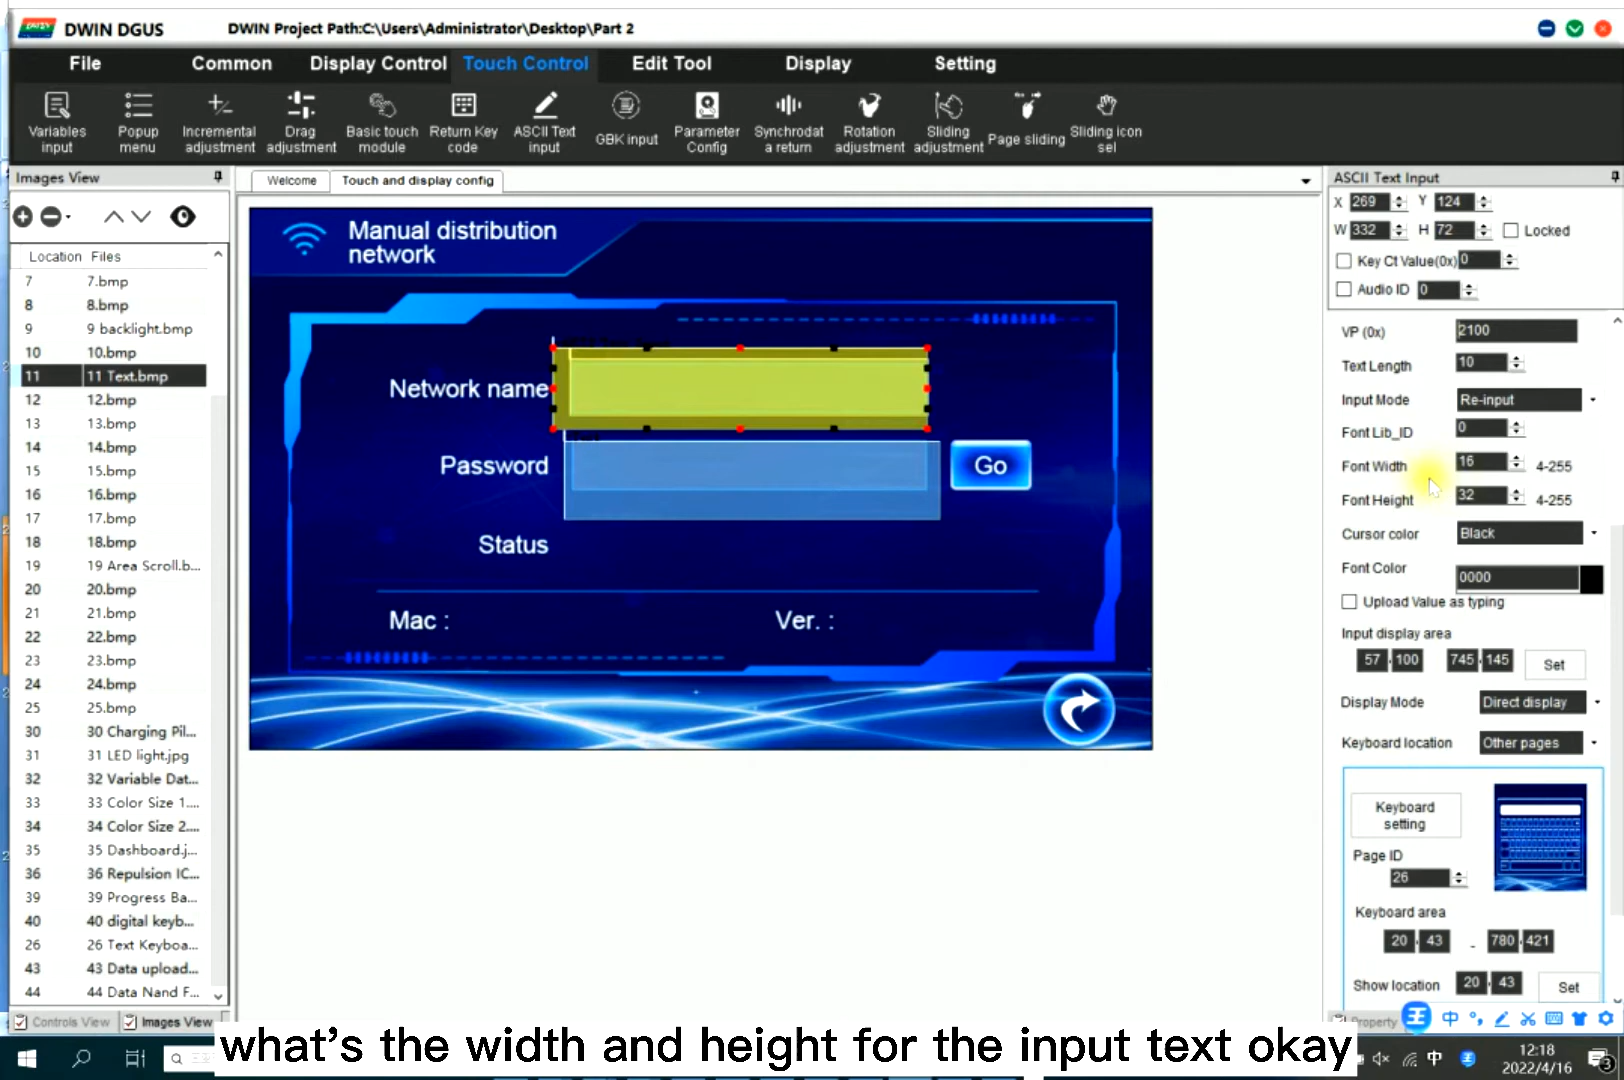 DWIN DGUS
DWIN Project Path:C:\Users\Administrator\Desktop\Part 2
File Common Display Control Touch Control Edit Tool Display Setting
Variables input
Popup menu
Incremental adjustment
Drag adjustment
Basic touch module
Return Key code
ASCII Text input
GBK input
Parameter Config
Synchrodat a return
Rotation adjustment
Sliding adjustment
Page sliding
Sliding icon sel
Images View
Welcome
Touch and display config
Location Files
7 7.bmp
8 8.bmp
9 9 backlight.bmp
10 10.bmp
11 11 Text.bmp
12 12.bmp
13 13.bmp
14 14.bmp
15 15.bmp
16 16.bmp
17 17.bmp
18 18.bmp
19 19 Area Scroll.b...
20 20.bmp
21 21.bmp
22 22.bmp
23 23.bmp
24 24.bmp
25 25.bmp
30 30 Charging Pil...
31 31 LED light.jpg
32 32 Variable Dat...
33 33 Color Size 1....
34 34 Color Size 2....
35 35 Dashboard.j...
36 36 Repulsion IC...
39 39 Progress Ba...
40 40 digital keyb...
26 26 Text Keyboa...
43 43 Data upload...
44 44 Data Nand F...
Controls View
Images View
Manual distribution
network
Network name
Password
Go
Status
Mac :
Ver. :
ASCII Text Input
X 269 Y 124
W 332 H 72 Locked
Key Ct Value(0x) 0
Audio ID 0
VP (0x) 2100
Text Length 10
Input Mode Re-input
Font Lib_ID 0
Font Width 16 4-255
Font Height 32 4-255
Cursor color Black
Font Color 0000
Upload Value as typing
Input display area
57 100 745 145 Set
Display Mode Direct display
Keyboard location Other pages
Keyboard setting
Page ID
26
Keyboard area
20 43 - 780 421
Show location 20 43 Set
Property
中
what's the width and height for the input text okay
中
12:18
2022/4/16
3